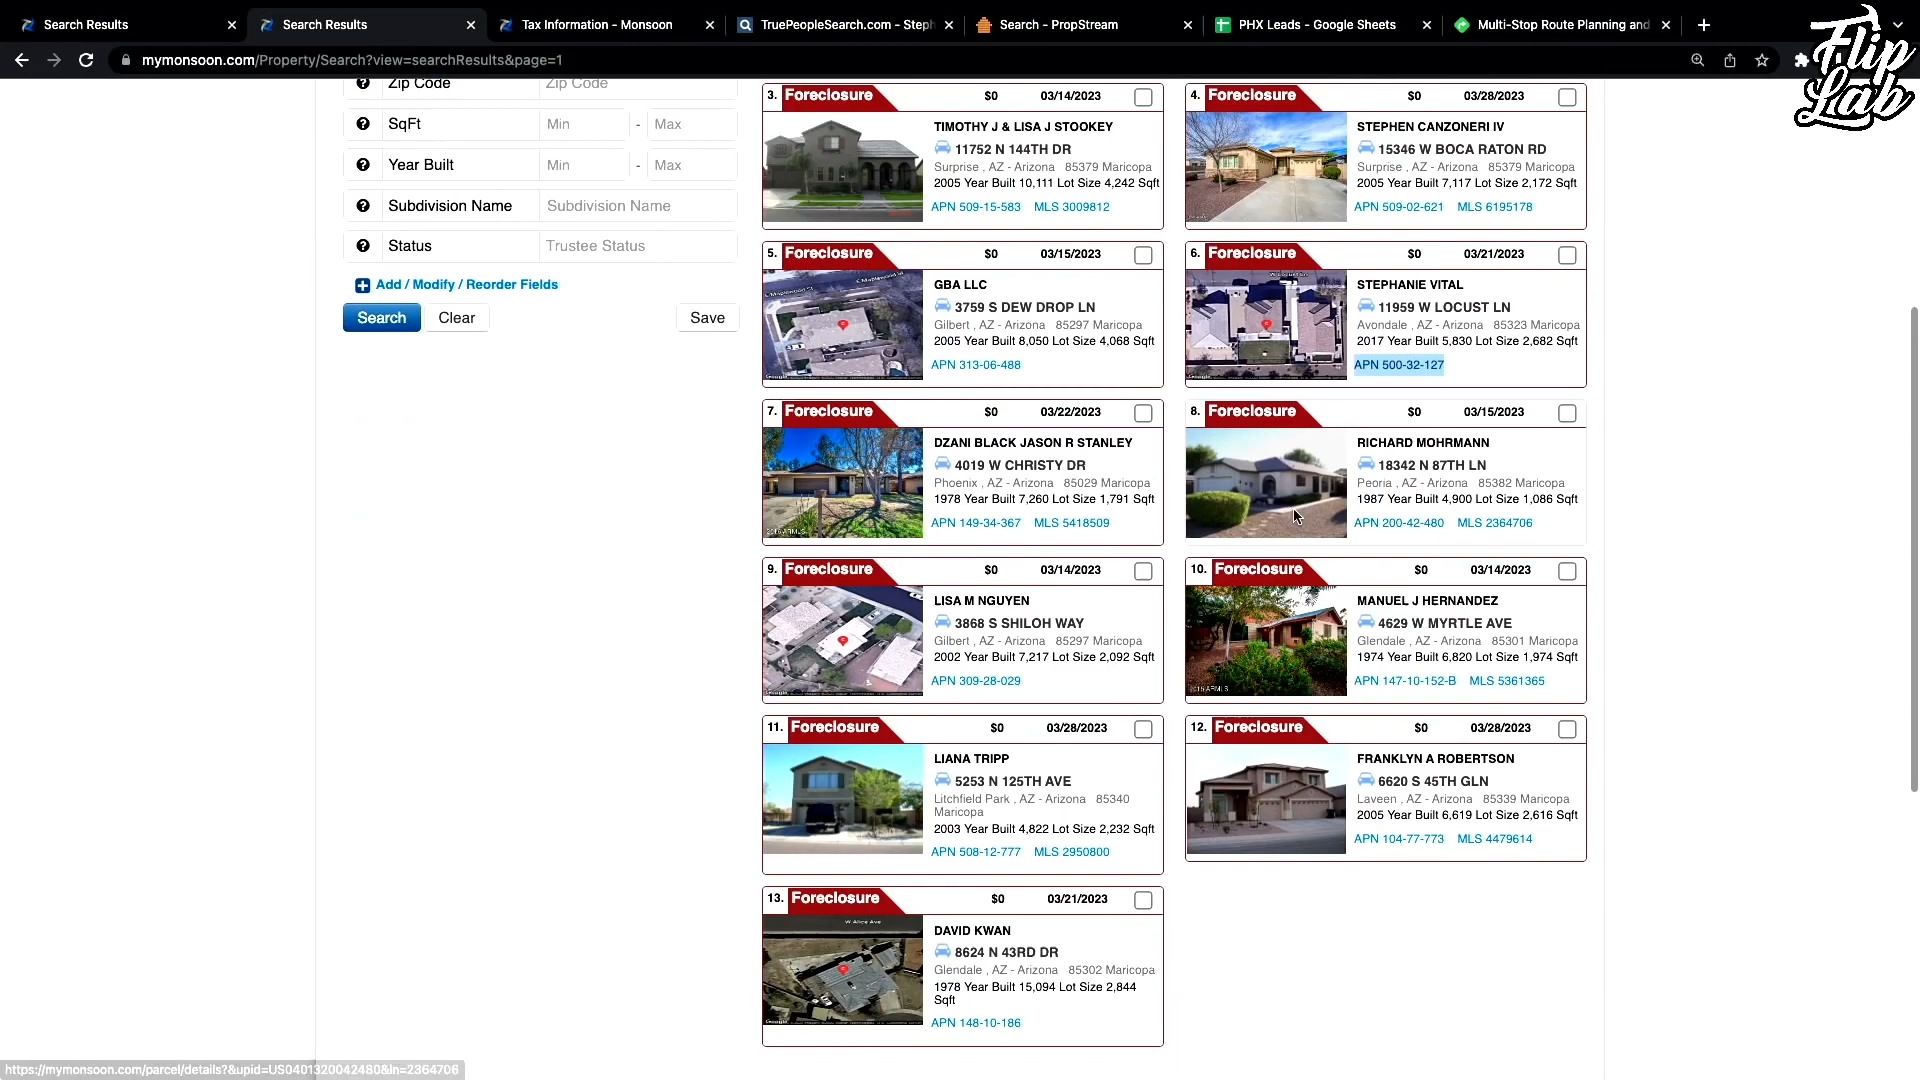 Search Results
Search Results
Tax Information - Monsoon
TruePeopleSearch.com - Steph
Search - PropStream
PHX Leads - Google Sheets
Multi-Stop Route Planning and
mymonsoon.com/Property/Search?view=searchResults&page=1
Flip
Lab
Zip Code
Zip Code
SqFt
Min
-
Max
Year Built
Min
-
Max
Subdivision Name
Subdivision Name
Status
Trustee Status
Add / Modify / Reorder Fields
Search
Clear
Save
3. Foreclosure $0 03/14/2023
TIMOTHY J & LISA J STOOKEY
11752 N 144TH DR
Surprise , AZ - Arizona 85379 Maricopa
2005 Year Built 10,111 Lot Size 4,242 Sqft
APN 509-15-583 MLS 3009812
4. Foreclosure $0 03/28/2023
STEPHEN CANZONERI IV
15346 W BOCA RATON RD
Surprise , AZ - Arizona 85379 Maricopa
2005 Year Built 7,117 Lot Size 2,172 Sqft
APN 509-02-621 MLS 6195178
5. Foreclosure $0 03/15/2023
GBA LLC
3759 S DEW DROP LN
Gilbert , AZ - Arizona 85297 Maricopa
2005 Year Built 8,050 Lot Size 4,068 Sqft
APN 313-06-488
6. Foreclosure $0 03/21/2023
STEPHANIE VITAL
11959 W LOCUST LN
Avondale , AZ - Arizona 85323 Maricopa
2017 Year Built 5,830 Lot Size 2,682 Sqft
APN 500-32-127
7. Foreclosure $0 03/22/2023
DZANI BLACK JASON R STANLEY
4019 W CHRISTY DR
Phoenix , AZ - Arizona 85029 Maricopa
1978 Year Built 7,260 Lot Size 1,791 Sqft
APN 149-34-367 MLS 5418509
8. Foreclosure $0 03/15/2023
RICHARD MOHRMANN
18342 N 87TH LN
Peoria , AZ - Arizona 85382 Maricopa
1987 Year Built 4,900 Lot Size 1,086 Sqft
APN 200-42-480 MLS 2364706
9. Foreclosure $0 03/14/2023
LISA M NGUYEN
3868 S SHILOH WAY
Gilbert , AZ - Arizona 85297 Maricopa
2002 Year Built 7,217 Lot Size 2,092 Sqft
APN 309-28-029
10. Foreclosure $0 03/14/2023
MANUEL J HERNANDEZ
4629 W MYRTLE AVE
Glendale , AZ - Arizona 85301 Maricopa
1974 Year Built 6,820 Lot Size 1,974 Sqft
APN 147-10-152-B MLS 5361365
11. Foreclosure $0 03/28/2023
LIANA TRIPP
5253 N 125TH AVE
Litchfield Park , AZ - Arizona 85340
Maricopa
2003 Year Built 4,822 Lot Size 2,232 Sqft
APN 508-12-777 MLS 2950800
12. Foreclosure $0 03/28/2023
FRANKLYN A ROBERTSON
6620 S 45TH GLN
Laveen , AZ - Arizona 85339 Maricopa
2005 Year Built 6,619 Lot Size 2,616 Sqft
APN 104-77-773 MLS 4479614
13. Foreclosure $0 03/21/2023
W Alice Ave
DAVID KWAN
8624 N 43RD DR
Glendale , AZ - Arizona 85302 Maricopa
1978 Year Built 15,094 Lot Size 2,844
Sqft
APN 148-10-186
https://mymonsoon.com/parcel/details?&upid=US0401320042480&ln=2364706